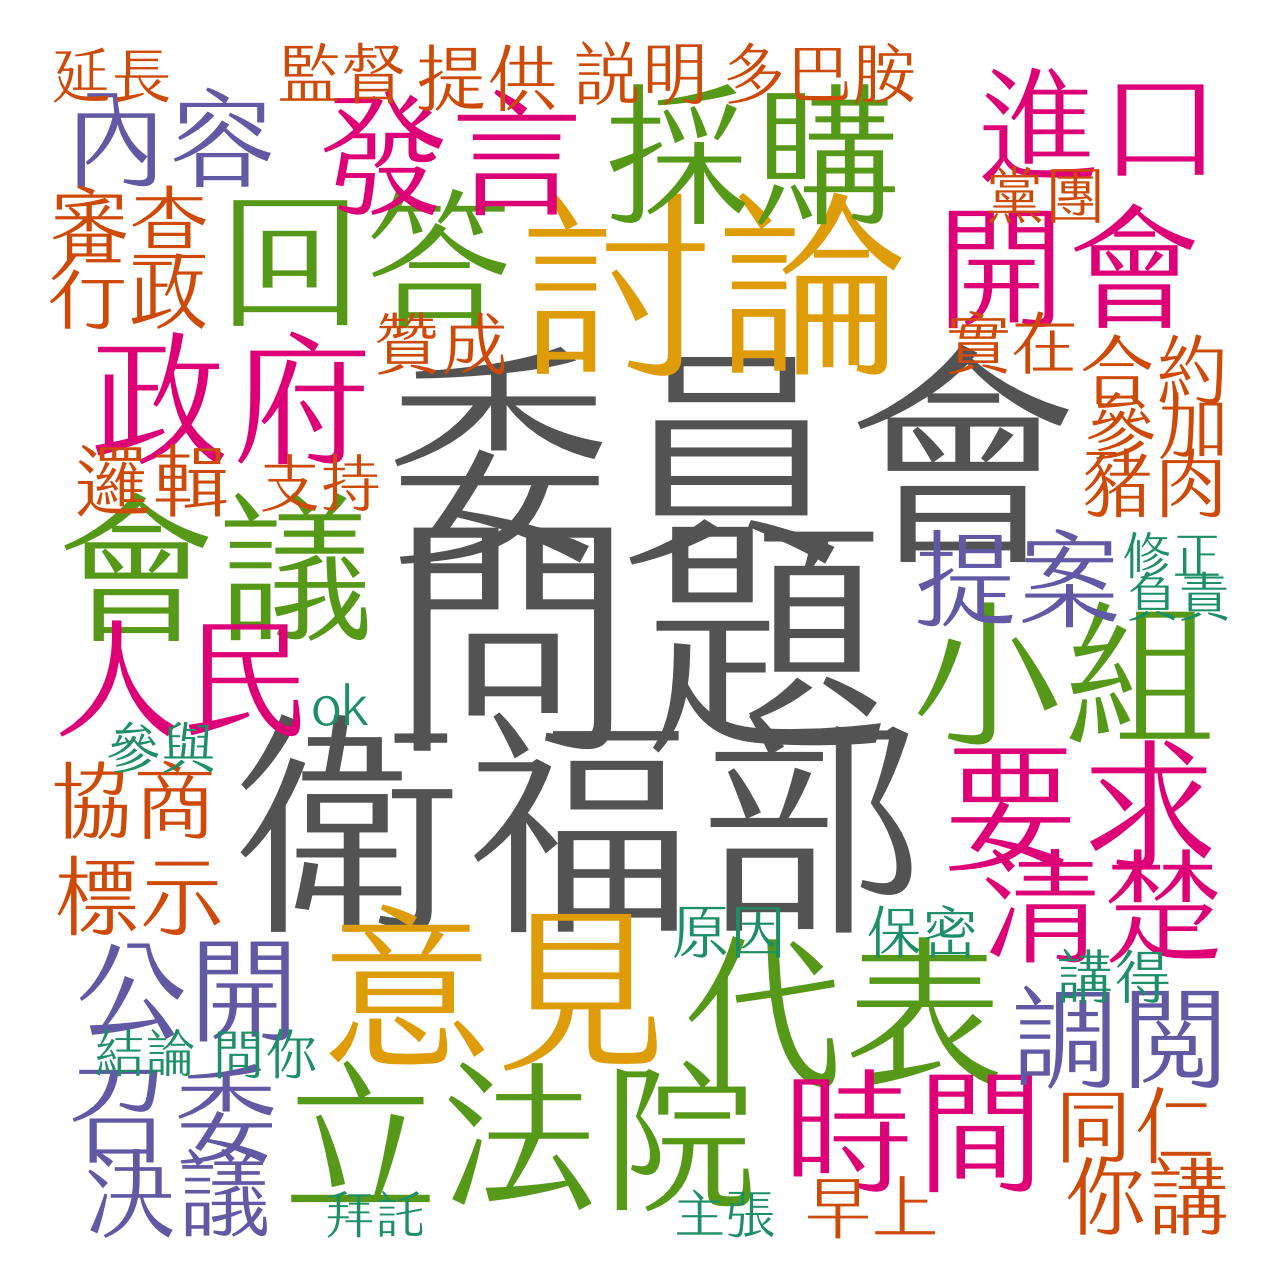 延長 監督 提供 説明 多巴胺
內容 發言 採購 進口
黨團
審查 回答 討論 開會
行政
贊成 實在
政府 委員會 合約
參加
邏輯 支持 豬肉
會議 問題 提案 修正
負責
人民 小組
ok
參與 衛福部 要求
協商
標示 清楚
意見 原因 保密
公開 代表 講得
調閱
結論 問你
召委 立法院 時間 同仁
決議 你講
拜託 主張 早上